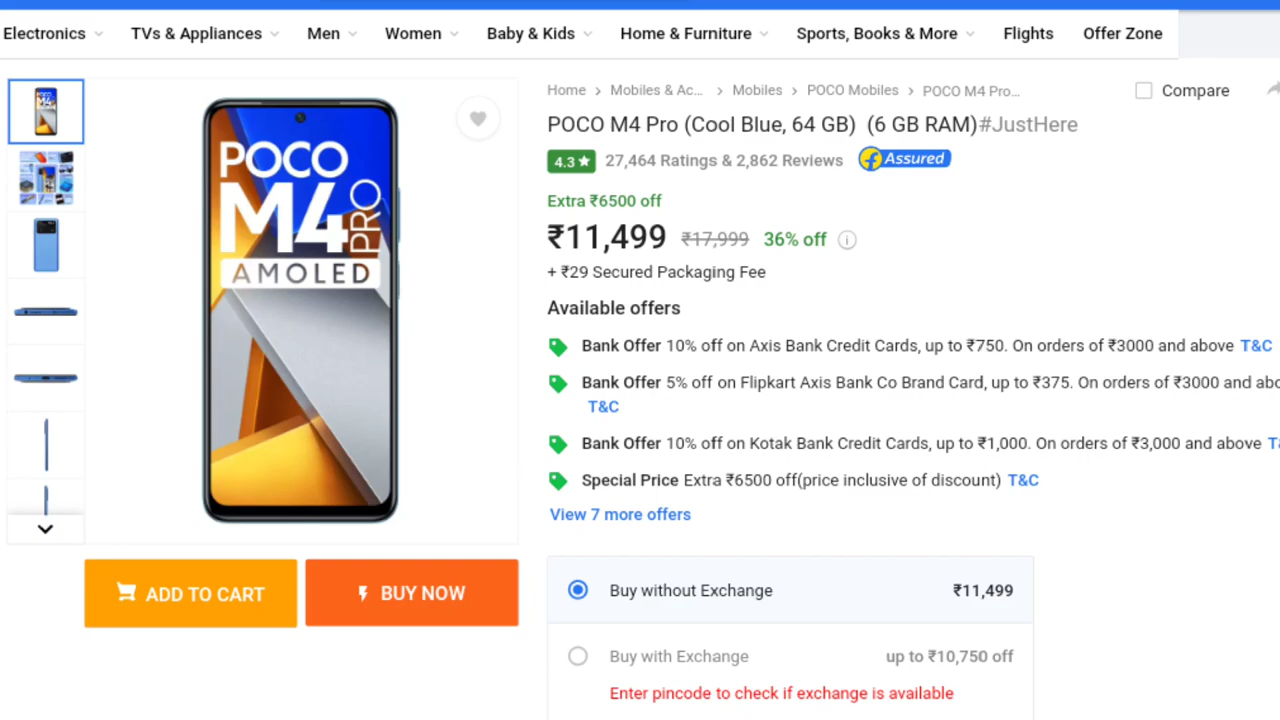 Electronics TVs & Appliances Men Women Baby & Kids Home & Furniture Sports, Books & More Flights Offer Zone
Home Mobiles & Ac... Mobiles POCO Mobiles POCO M4 Pro... Compare
POCO M4 Pro (Cool Blue, 64 GB) (6 GB RAM)#JustHere
4.3 27,464 Ratings & 2,862 Reviews Assured
Extra ₹6500 off
₹11,499 ₹17,999 36% off
+ ₹29 Secured Packaging Fee
Available offers
Bank Offer 10% off on Axis Bank Credit Cards, up to ₹750. On orders of ₹3000 and above T&C
Bank Offer 5% off on Flipkart Axis Bank Co Brand Card, up to ₹375. On orders of ₹3000 and abo
T&C
Bank Offer 10% off on Kotak Bank Credit Cards, up to ₹1,000. On orders of ₹3,000 and above T
Special Price Extra ₹6500 off(price inclusive of discount) T&C
View 7 more offers
Buy without Exchange ₹11,499
Buy with Exchange up to ₹10,750 off
Enter pincode to check if exchange is available
POCO
M4 PRO
AMOLED
ADD TO CART BUY NOW